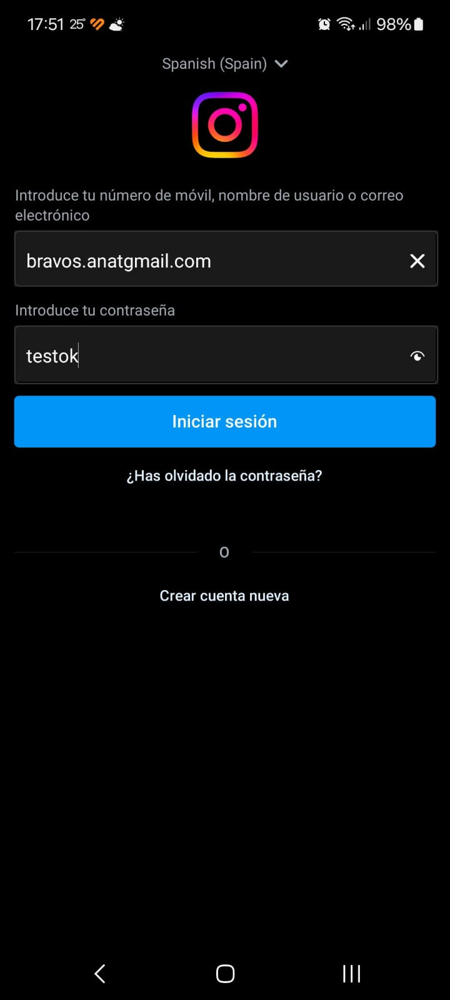 17:51 25° 98%
Spanish (Spain)
Introduce tu número de móvil, nombre de usuario o correo
electrónico
bravos.anatgmail.com
Introduce tu contraseña
testok
Iniciar sesión
¿Has olvidado la contraseña?
O
Crear cuenta nueva